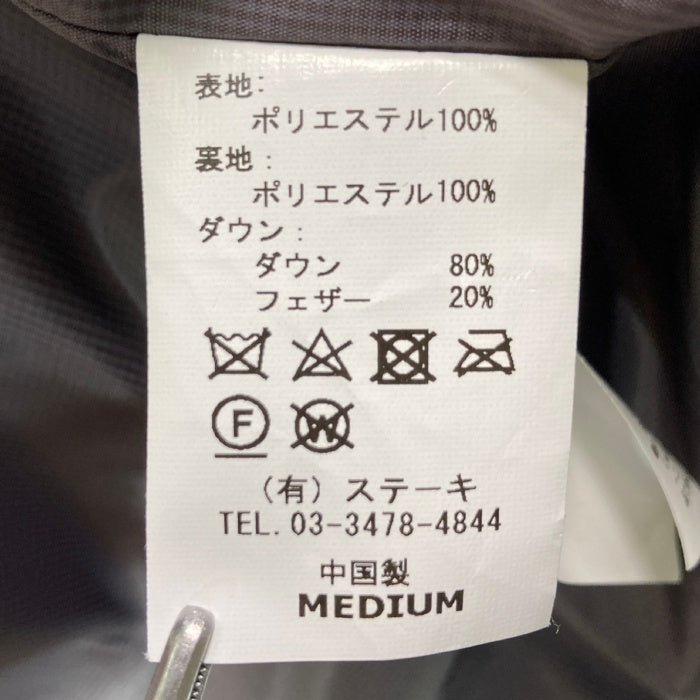 表地:
ポリエステル100%
裏地:
ポリエステル100%
ダウン:
ダウン 80%
フェザー 20%
F W
(有) ステーキ
TEL. 03-3478-4844
中国製
MEDIUM